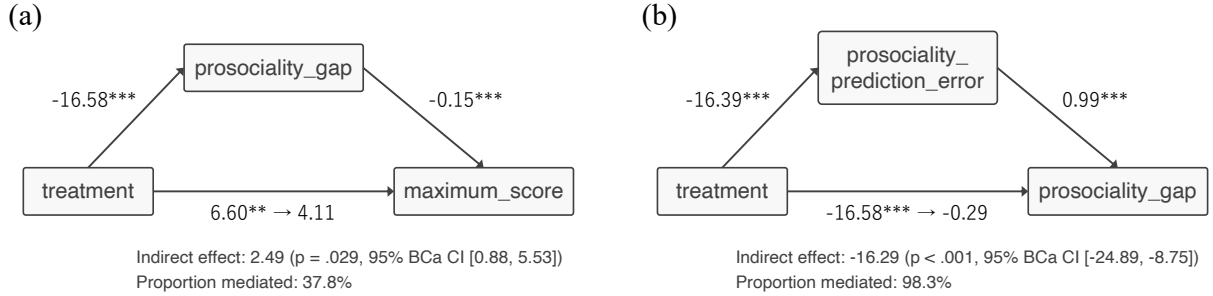 (a)
prosociality_gap
-16.58***
-0.15***
treatment
maximum_score
6.60** → 4.11
Indirect effect: 2.49 (p = .029, 95% BCa CI [0.88, 5.53])
Proportion mediated: 37.8%
(b)
prosociality_
prediction_error
-16.39***
0.99***
treatment
prosociality_gap
-16.58*** → -0.29
Indirect effect: -16.29 (p < .001, 95% BCa CI [-24.89, -8.75])
Proportion mediated: 98.3%